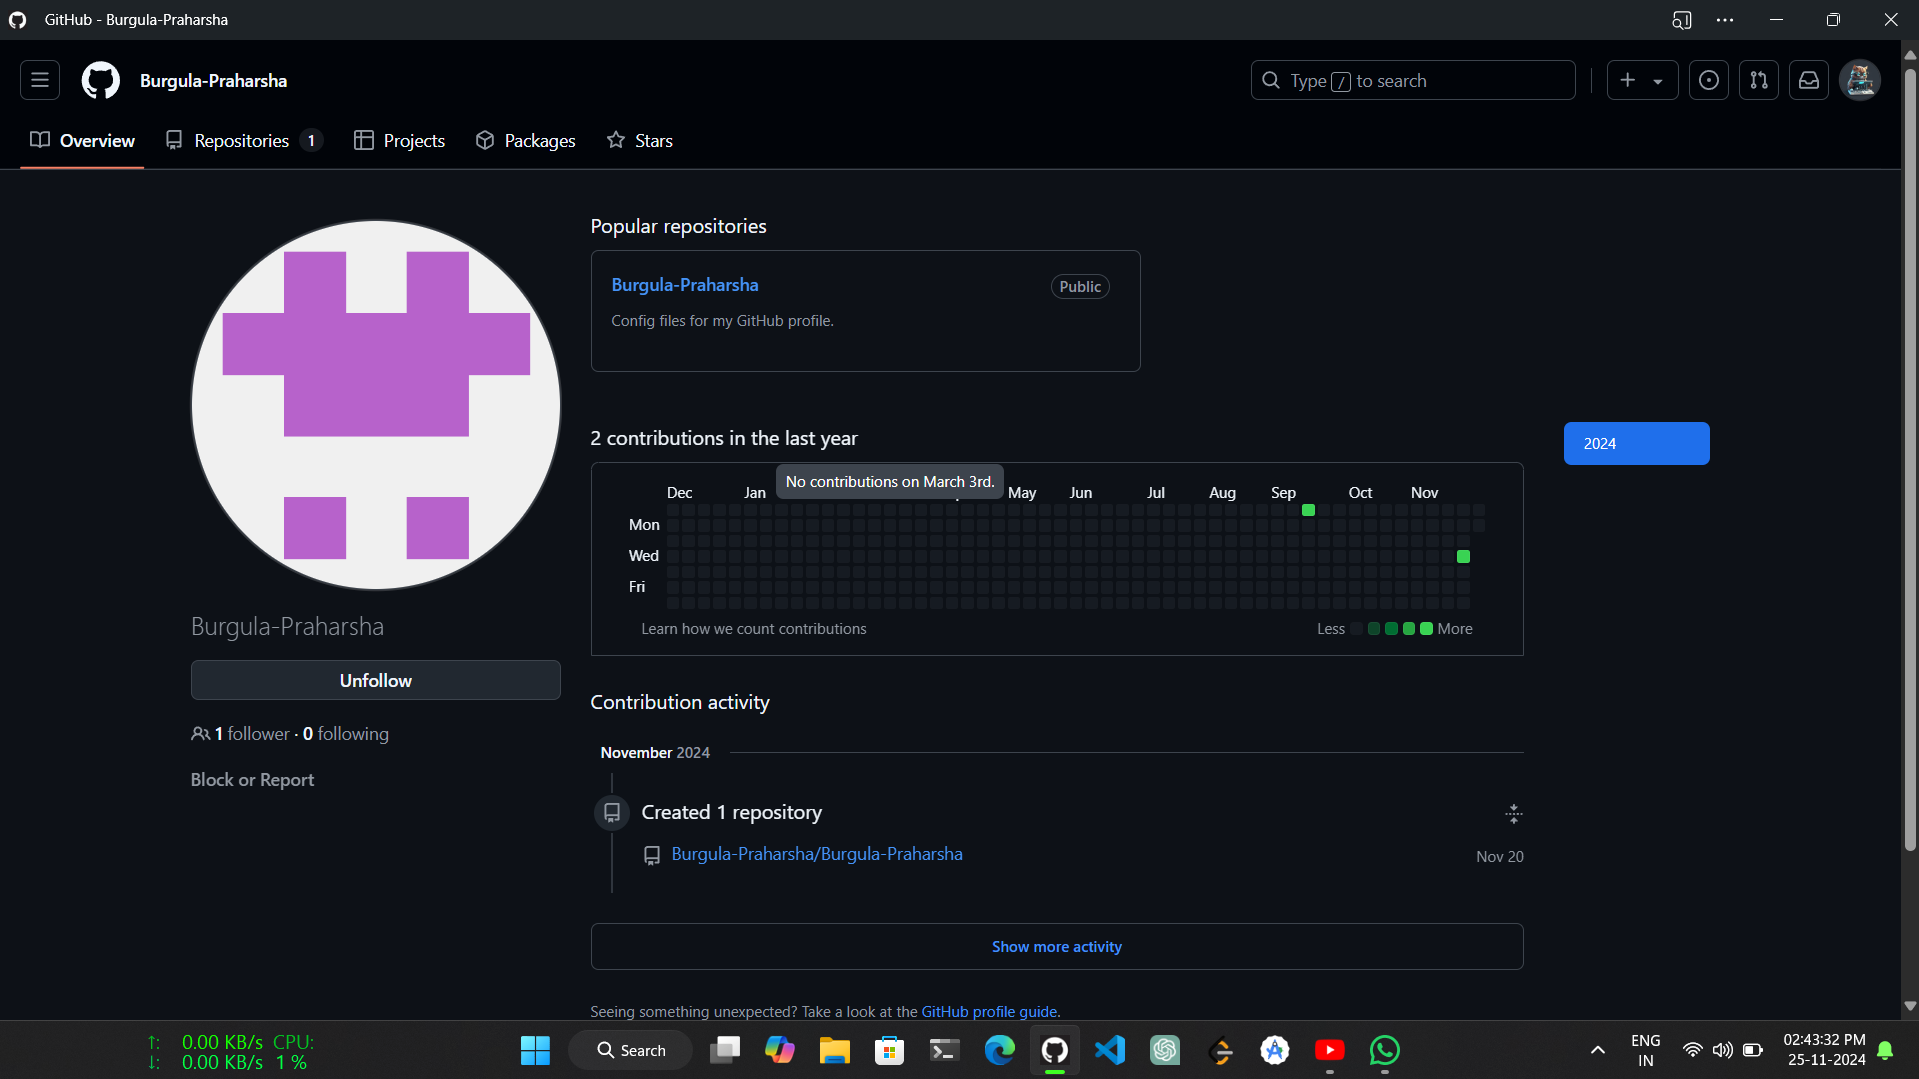 GitHub - Burgula-Praharsha
Burgula-Praharsha
Type / to search
Overview
Repositories 1
Projects
Packages
Stars
Popular repositories
Burgula-Praharsha
Public
Config files for my GitHub profile.
2 contributions in the last year
2024
No contributions on March 3rd.
Dec Jan May Jun Jul Aug Sep Oct Nov
Mon
Wed
Fri
Learn how we count contributions
Less
More
Burgula-Praharsha
Unfollow
1 follower · 0 following
Block or Report
Contribution activity
November 2024
Created 1 repository
Burgula-Praharsha/Burgula-Praharsha
Nov 20
Show more activity
Seeing something unexpected? Take a look at the GitHub profile guide.
↑: 0.00 KB/s CPU:
↓: 0.00 KB/s 1 %
Search
ENG
IN
02:43:32 PM
25-11-2024